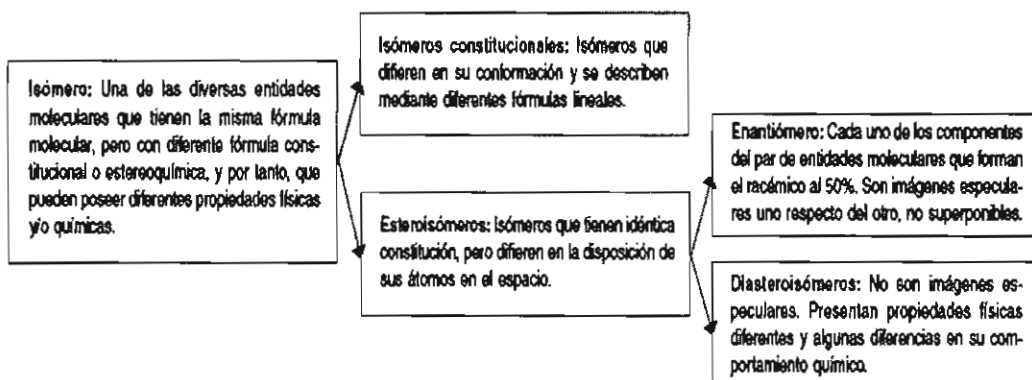 Isómero: Una de las diversas entidades
moleculares que tienen la misma fórmula
molecular, pero con diferente fórmula cons-
titucional o estereoquímica, y por tanto, que
pueden poseer diferentes propiedades físicas
y/o químicas.
Isómeros constitucionales: Isómeros que
difieren en su conformación y se describen
mediante diferentes fórmulas lineales.
Esteroisómeros: Isómeros que tienen idéntica
constitución, pero difieren en la disposición de
sus átomos en el espacio.
Enantiómero: Cada uno de los componentes
del par de entidades moleculares que forman
el racémico al 50%. Son imágenes especula-
res uno respecto del otro, no superponibles.
Diasteroisómeros: No son imágenes es-
peculares. Presentan propiedades físicas
diferentes y algunas diferencias en su com-
portamiento químico.